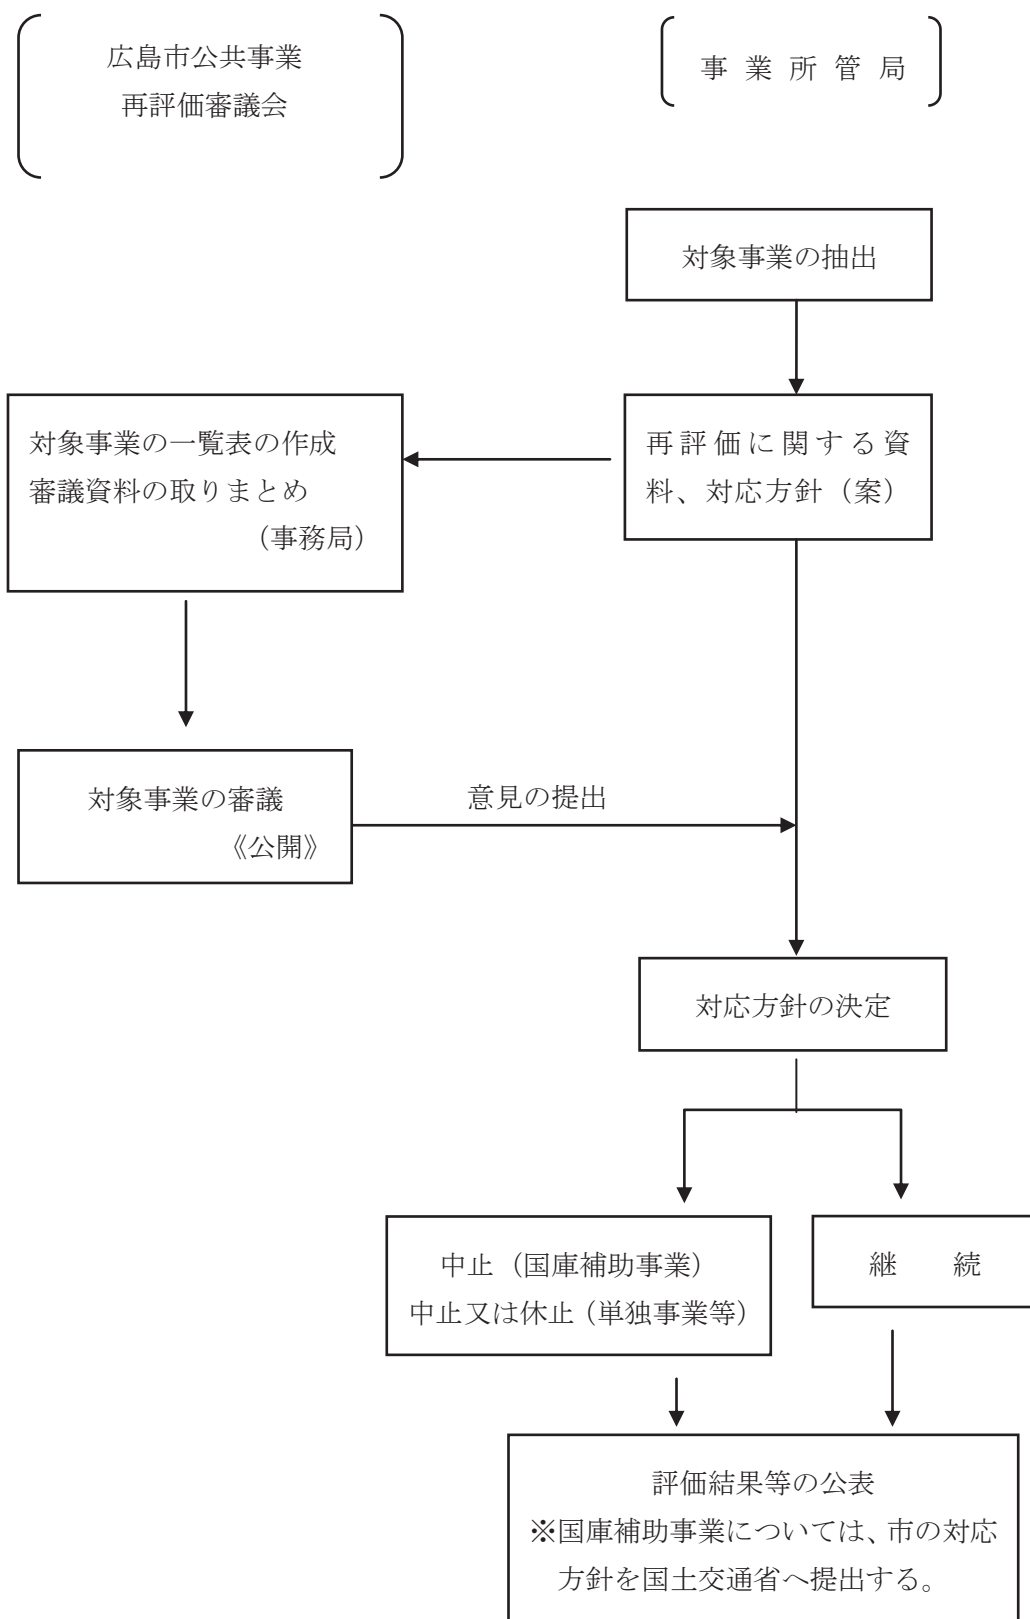 広島市公共事業
再評価審議会
事業所管局
対象事業の抽出
対象事業の一覧表の作成
審議資料の取りまとめ
（事務局）
再評価に関する資
料、対応方針（案）
対象事業の審議
《公開》
意見の提出
対応方針の決定
中止（国庫補助事業）
中止又は休止（単独事業等）
継　続
評価結果等の公表
※国庫補助事業については、市の対応
方針を国土交通省へ提出する。